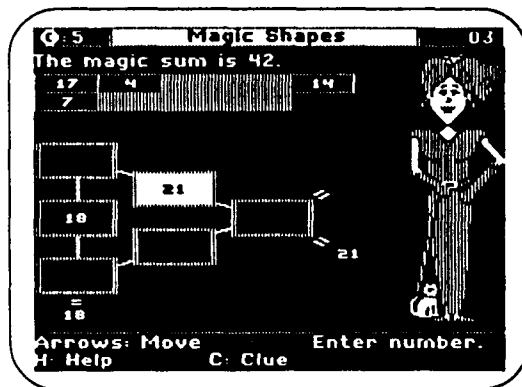 C:5 Magic Shapes 03
The magic sum is 42.
17 4 14
7
21
18
21
=
18
Arrows: Move Enter number.
H: Help C: Clue